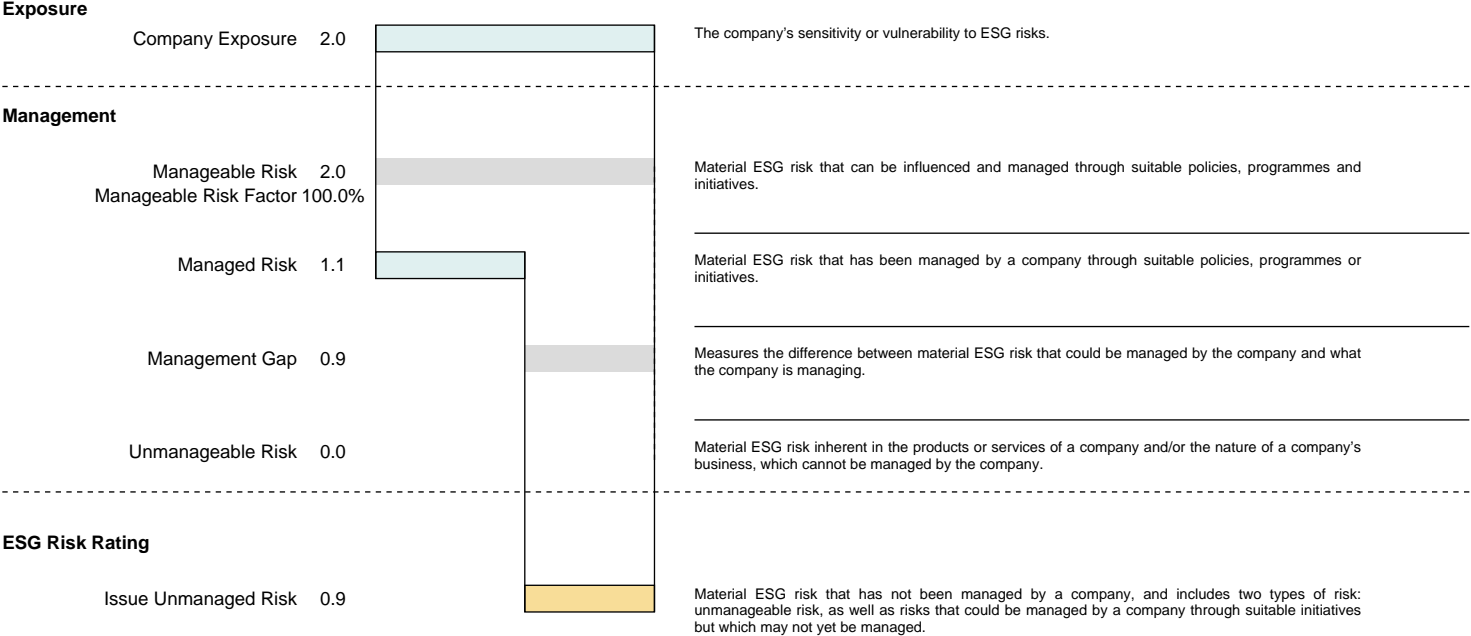 Exposure
Company Exposure 2.0
The company's sensitivity or vulnerability to ESG risks.
Management
Manageable Risk 2.0
Manageable Risk Factor 100.0%
Material ESG risk that can be influenced and managed through suitable policies, programmes and
initiatives.
Managed Risk 1.1
Material ESG risk that has been managed by a company through suitable policies, programmes or
initiatives.
Management Gap 0.9
Measures the difference between material ESG risk that could be managed by the company and what
the company is managing.
Unmanageable Risk 0.0
Material ESG risk inherent in the products or services of a company and/or the nature of a company's
business, which cannot be managed by the company.
ESG Risk Rating
Issue Unmanaged Risk 0.9
Material ESG risk that has not been managed by a company, and includes two types of risk:
unmanageable risk, as well as risks that could be managed by a company through suitable initiatives
but which may not yet be managed.